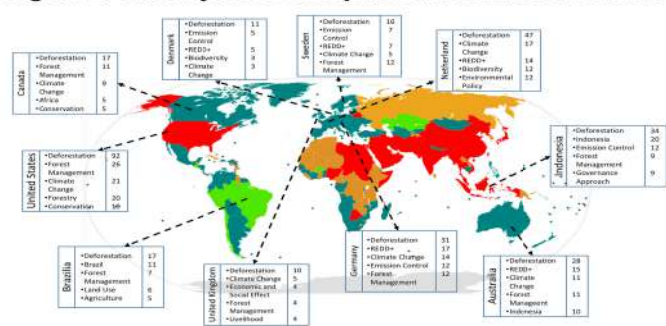 Denmark
•Deforestation 11
•Emission 5
Control
•REDD+ 5
•Biodiversity 3
•Climate 3
Change
Sweden
•Deforestation 16
•Emission 7
Control
•REDD+ 7
•Climate Change 5
•Forest 12
Management
Netherland
•Deforestation 47
•Climate 17
Change
•REDD+ 14
•Biodiversity 12
•Environmental 12
Policy
Canada
•Deforestation 17
•Forest 11
Management
•Climate 9
Change
•Africa 5
•Conservation 5
United States
•Deforestation 92
•Forest 26
Management
•Climate 21
Change
•Forestry 20
•Conservation
Indonesia
•Deforestation 34
•Indonesia 20
•Emission Control 12
•Forest 9
Management
•Governance 9
Approach
Brazilia
•Deforestation 17
•Brazil 11
•Forest 7
Management
•Land Use 6
•Agriculture 5
United Kingdom
•Deforestation 10
•Climate Change 5
•Economic and 4
Social Effect
•Forest 4
Management
•Livelihood 4
Germany
•Deforestation 31
•REDD+ 17
•Climate Change 14
•Emission Control 12
•Forest 12
Management
Australia
•Deforestation 28
•REDD+ 15
•Climate 11
Change
•Forest 11
Manageemt
•Indonesia 10